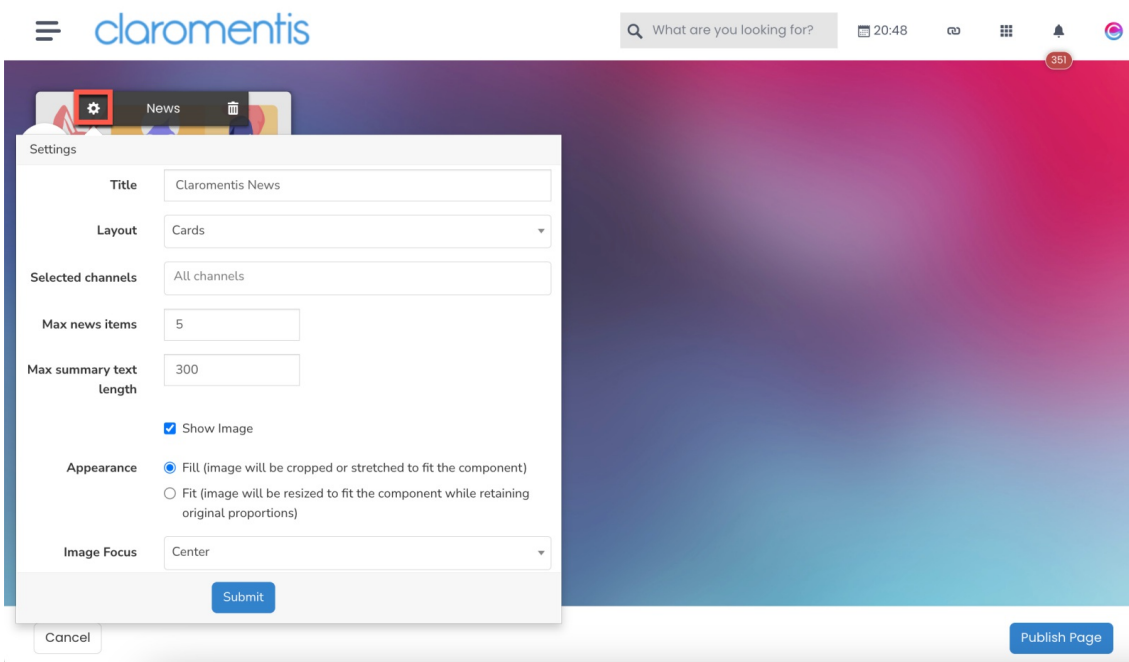 claromentis
What are you looking for?
20:48
351
News
Settings
Title
Claromentis News
Layout
Cards
Selected channels
All channels
Max news items
5
Max summary text
length
300
Show Image
Appearance
Fill (image will be cropped or stretched to fit the component)
Fit (image will be resized to fit the component while retaining
original proportions)
Image Focus
Center
Submit
Cancel
Publish Page